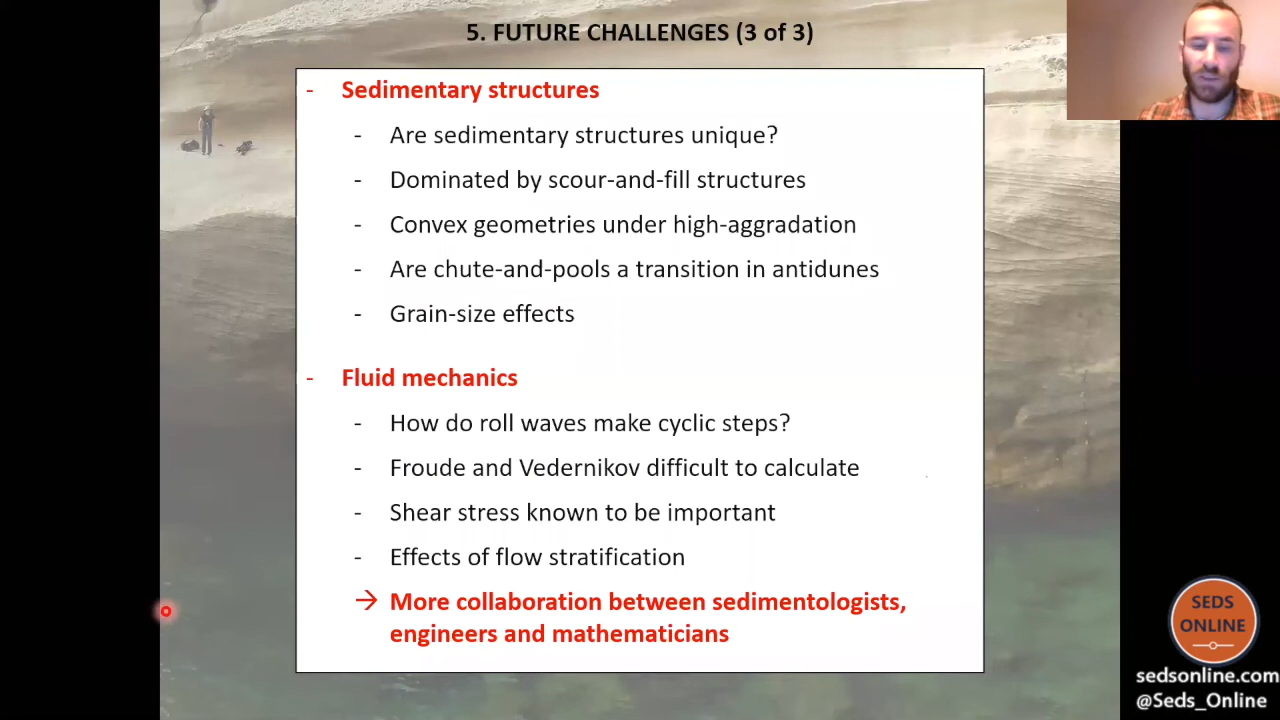 5. FUTURE CHALLENGES (3 of 3)
- Sedimentary structures
- Are sedimentary structures unique?
- Dominated by scour-and-fill structures
- Convex geometries under high-aggradation
- Are chute-and-pools a transition in antidunes
- Grain-size effects
- Fluid mechanics
- How do roll waves make cyclic steps?
- Froude and Vedernikov difficult to calculate
- Shear stress known to be important
- Effects of flow stratification
→ More collaboration between sedimentologists,
engineers and mathematicians
SEDS
ONLINE
sedsonline.com
@Seds_Online